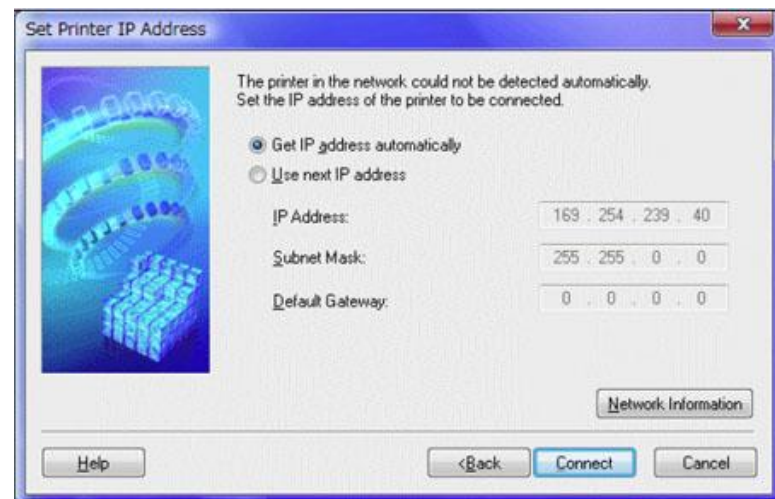 Set Printer IP Address
The printer in the network could not be detected automatically.
Set the IP address of the printer to be connected.
Get IP address automatically
Use next IP address
IP Address: 169 . 254 . 239 . 40
Subnet Mask: 255 . 255 . 0 . 0
Default Gateway: 0 . 0 . 0 . 0
Network Information
Help <Back Connect Cancel